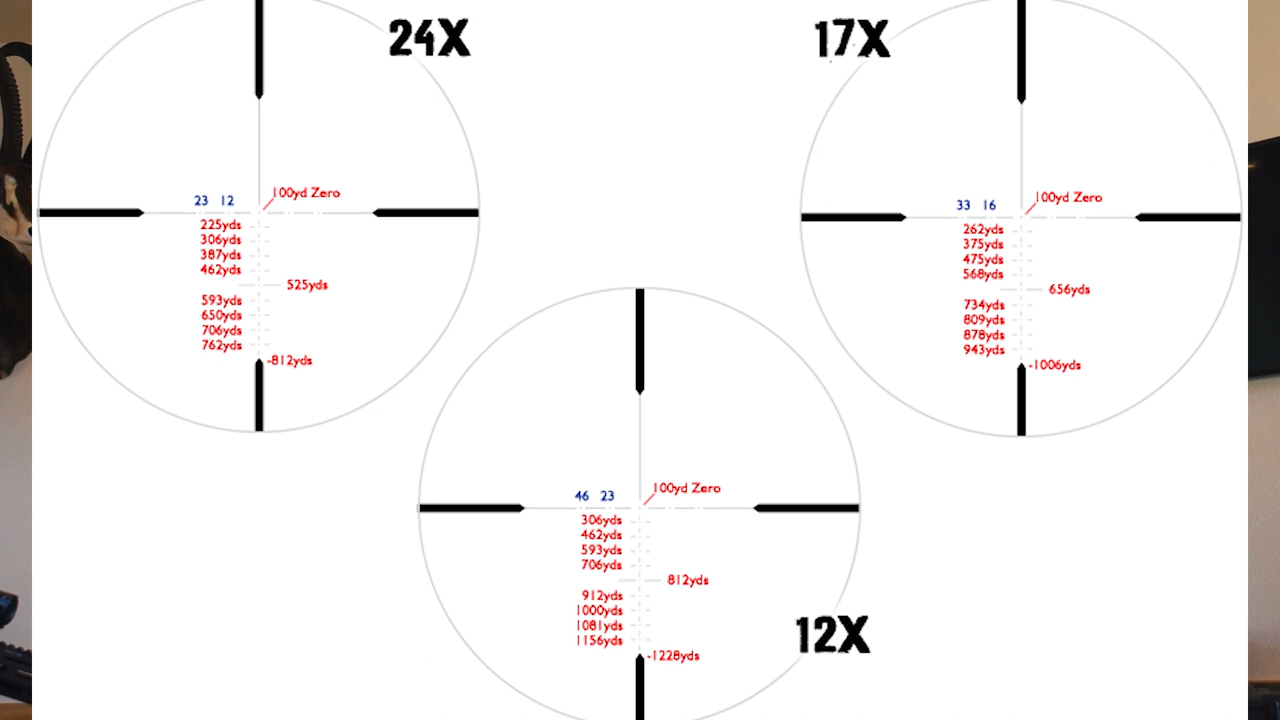 24X
23 12
100yd Zero
225yds
306yds
387yds
462yds
525yds
593yds
650yds
706yds
762yds
-812yds
17X
33 16
100yd Zero
262yds
375yds
475yds
568yds
656yds
734yds
809yds
878yds
943yds
-1006yds
12X
46 23
100yd Zero
306yds
462yds
593yds
706yds
812yds
912yds
1000yds
1081yds
1156yds
-1228yds